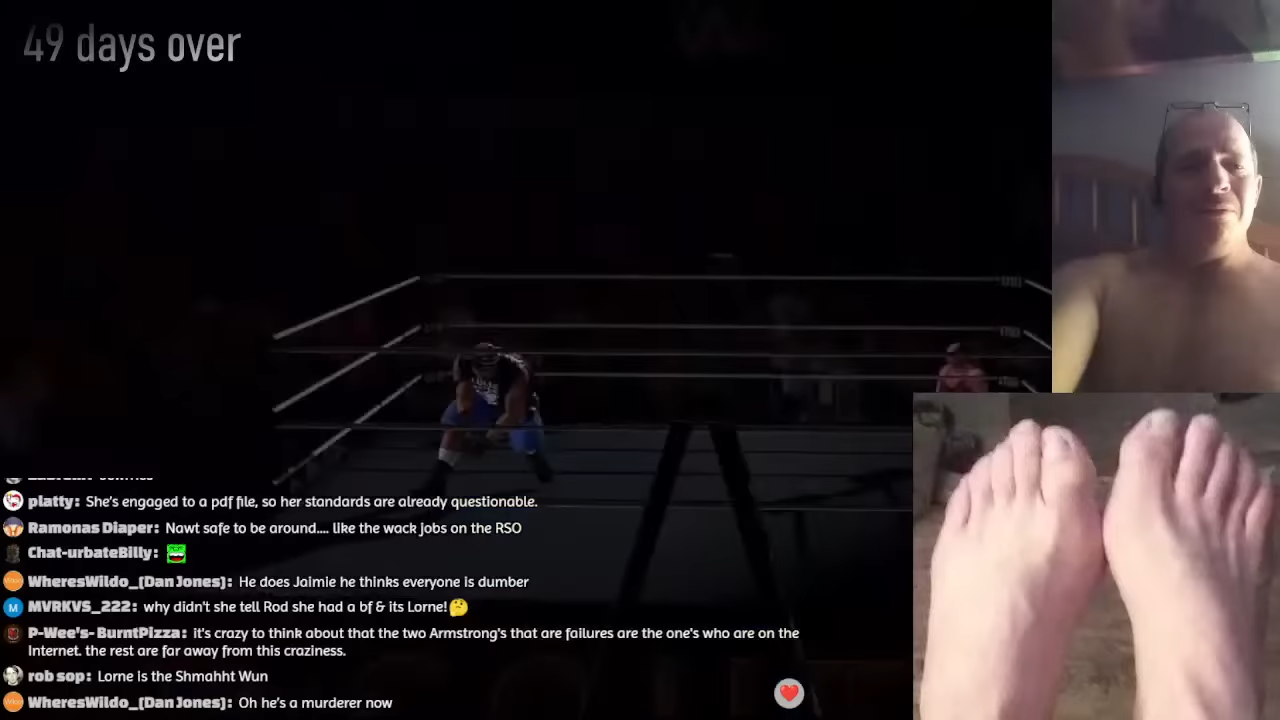 49 days over
platty: She's engaged to a pdf file, so her standards are already questionable.
Ramonas Diaper: Nawt safe to be around.... like the wack jobs on the RSO
Chat-urbateBilly:
WheresWildo_(Dan Jones): He does Jaimie he thinks everyone is dumber
MVRKVS_222: why didn't she tell Rod she had a bf & its Lorne!🤔
P-Wee's-BurntPizza: it's crazy to think about that the two Armstrong's that are failures are the one's who are on the
Internet. the rest are far away from this craziness.
rob sop: Lorne is the Shmahht Wun
WheresWildo_(Dan Jones): Oh he's a murderer now